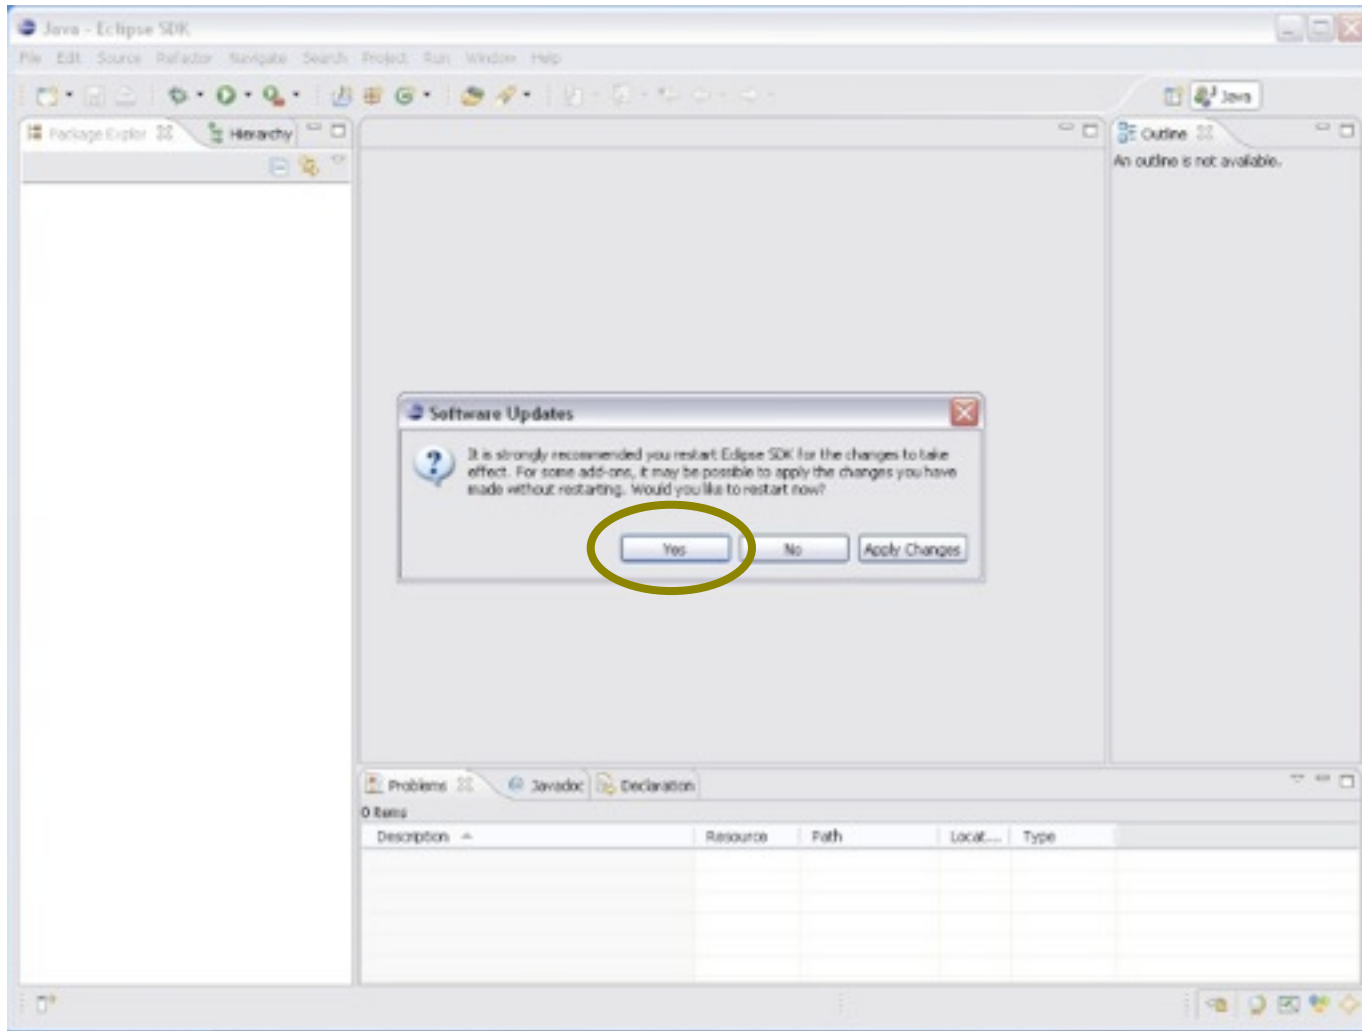 Java - Eclipse SDK
File Edit Source Refactor Navigate Search Project Run Window Help
Java
Package Explor
Hierarchy
Outline
An outline is not available.
Software Updates
It is strongly recommended you restart Eclipse SDK for the changes to take
effect. For some add-ons, it may be possible to apply the changes you have
made without restarting. Would you like to restart now?
Yes No Apply Changes
Problems Javadoc Declaration
0 items
Description Resource Path Locat... Type